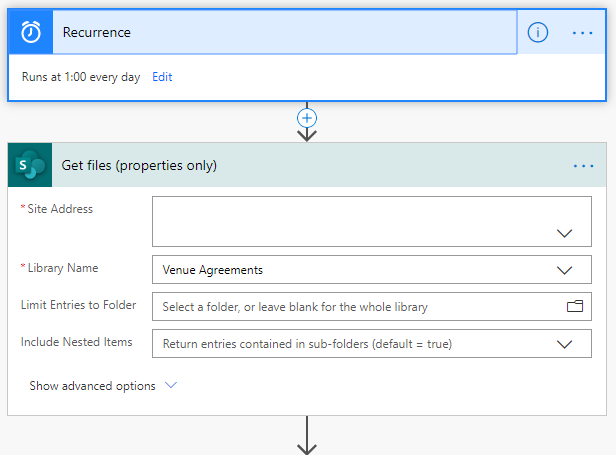 Recurrence
Runs at 1:00 every day Edit
Get files (properties only)
* Site Address
* Library Name Venue Agreements
Limit Entries to Folder Select a folder, or leave blank for the whole library
Include Nested Items Return entries contained in sub-folders (default = true)
Show advanced options